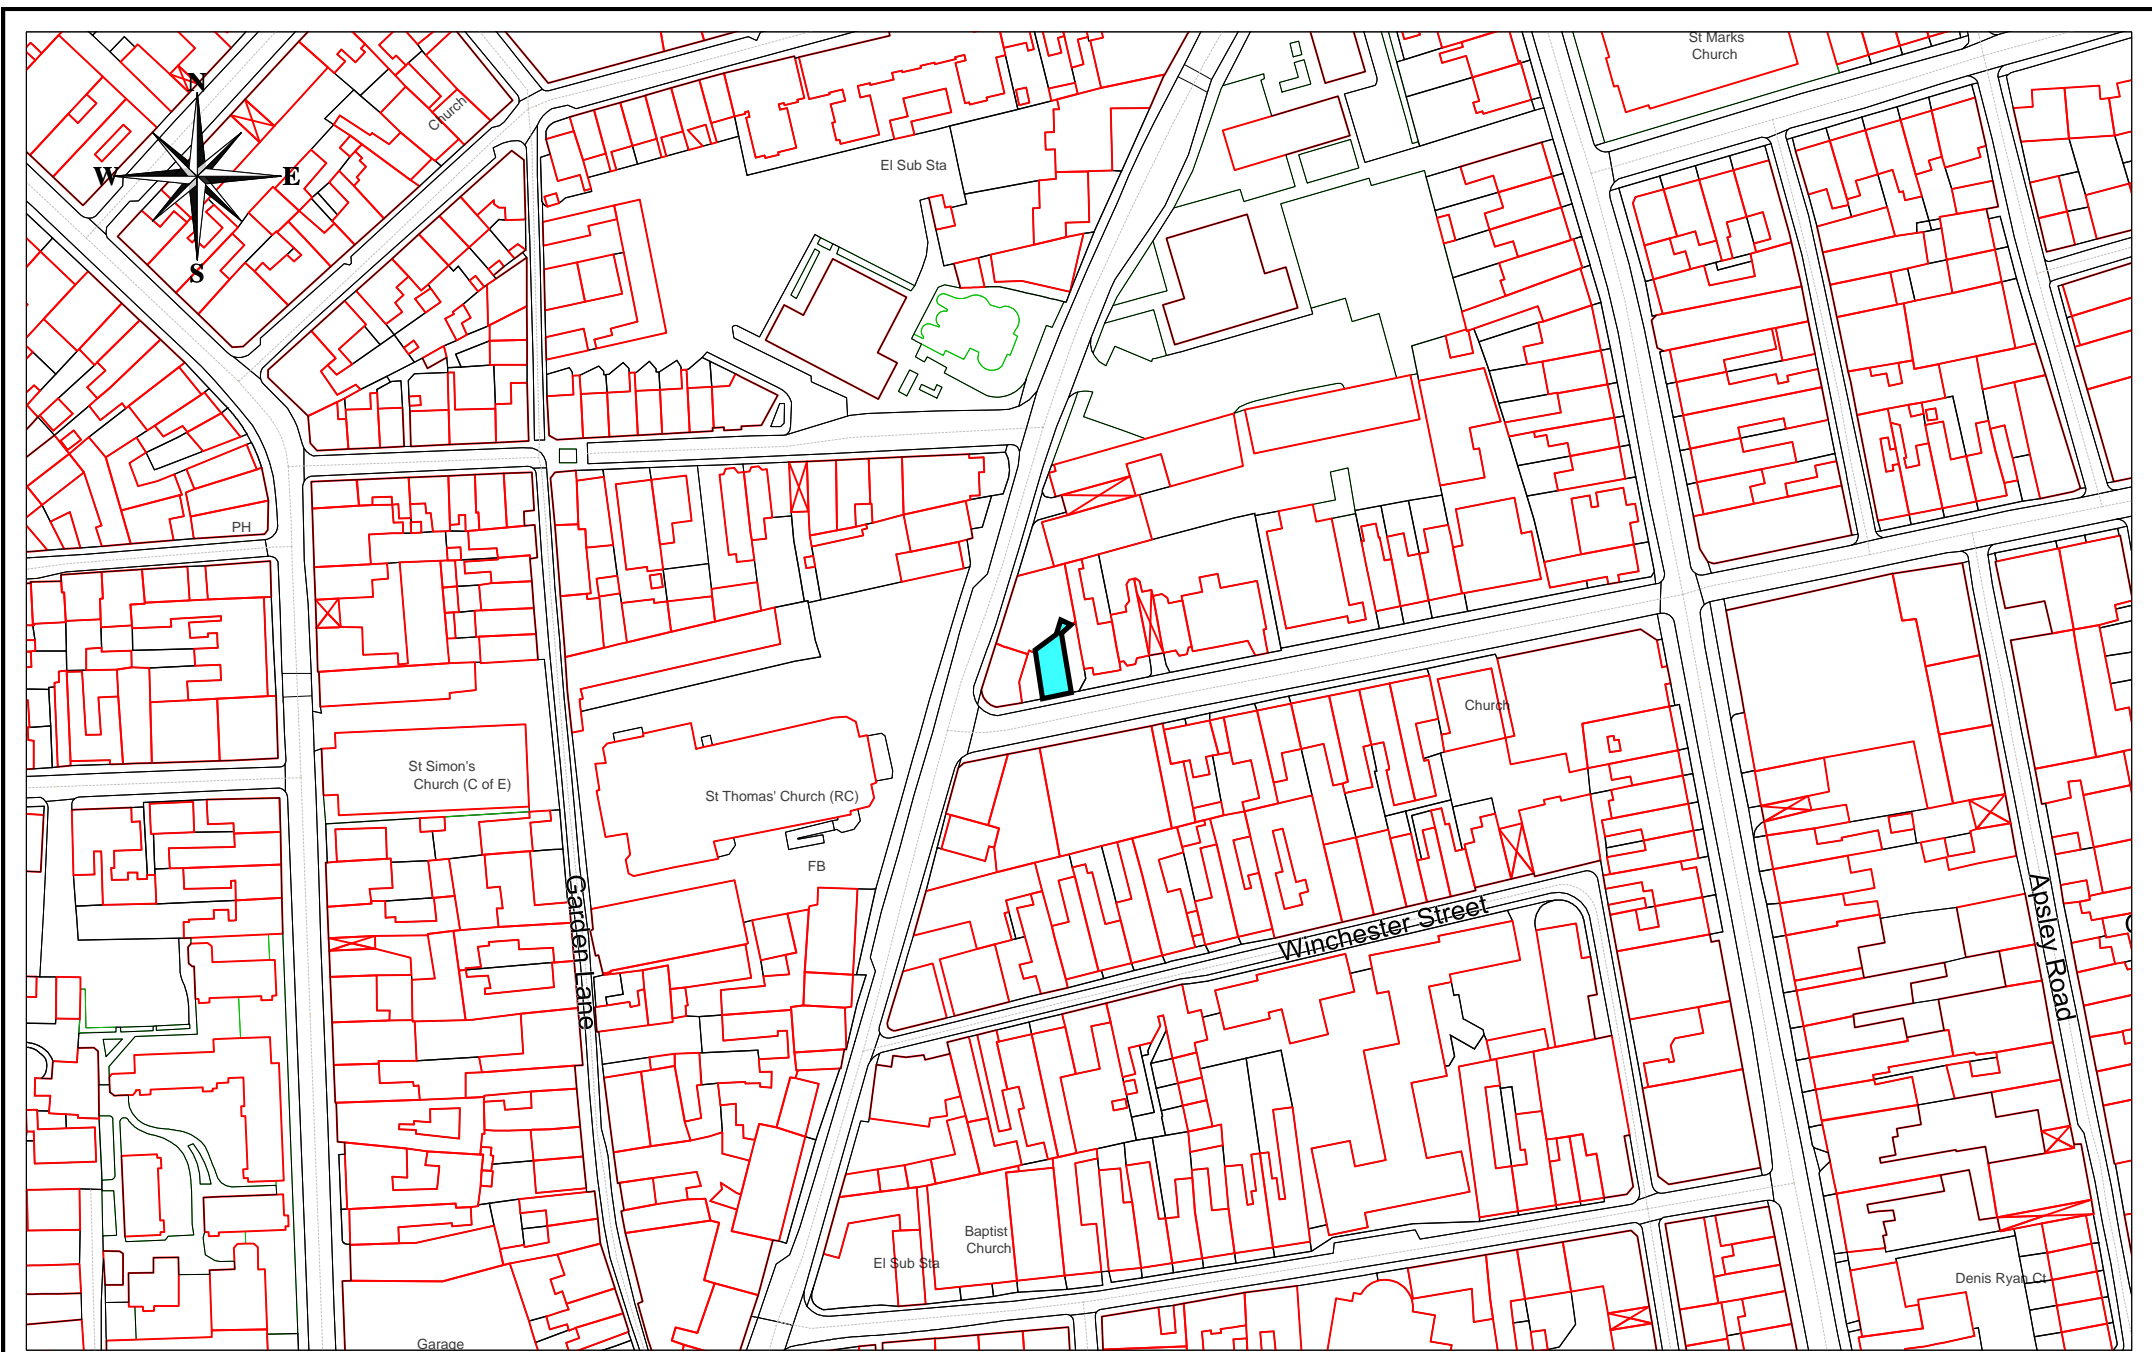 St Marks
Church
N
W
E
S
Church
El Sub Sta
PH
Church
St Simon's
Church (C of E)
St Thomas' Church (RC)
FB
Garden Lane
Winchester Street
Apsley Road
Baptist
Church
El Sub Sta
Denis Ryan Ct
Garage